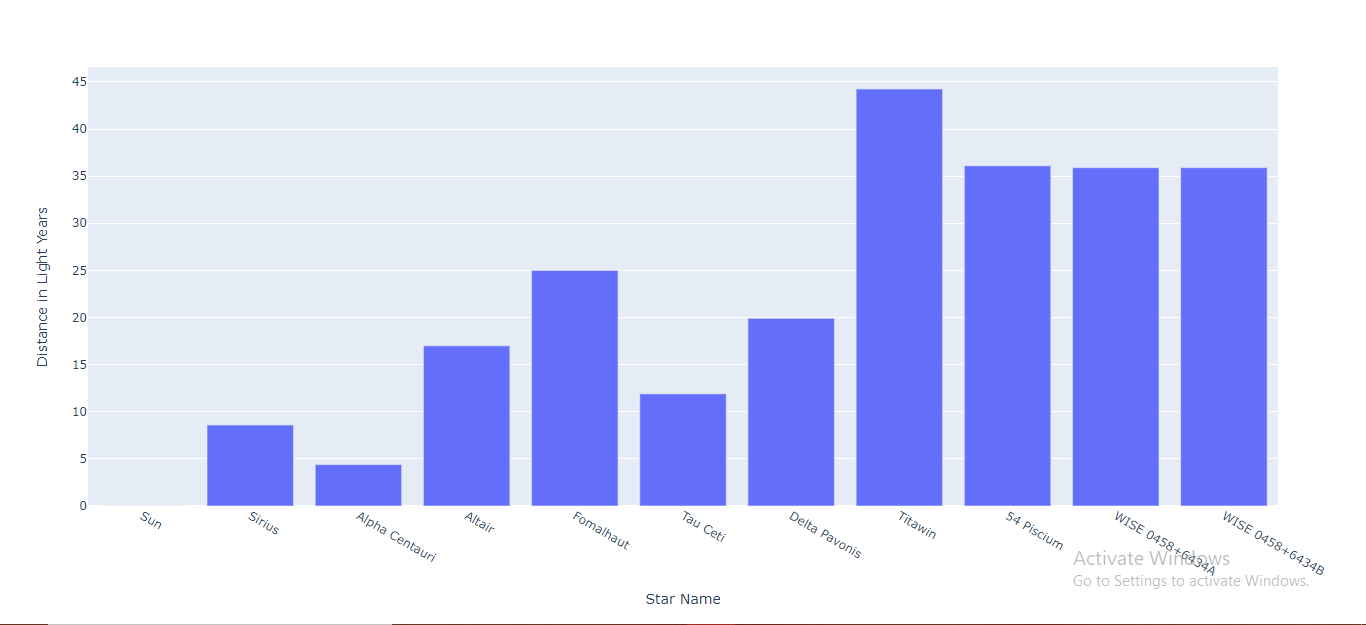 45
40
35
30
25
20
15
10
5
0
Distance in Light Years
Sun
Sirius
Alpha Centauri
Altair
Fomalhaut
Tau Ceti
Delta Pavonis
Titawin
54 Piscium
WISE 0458+6434A
WISE 0458+6434B
Activate Windows
Go to Settings to activate Windows.
Star Name